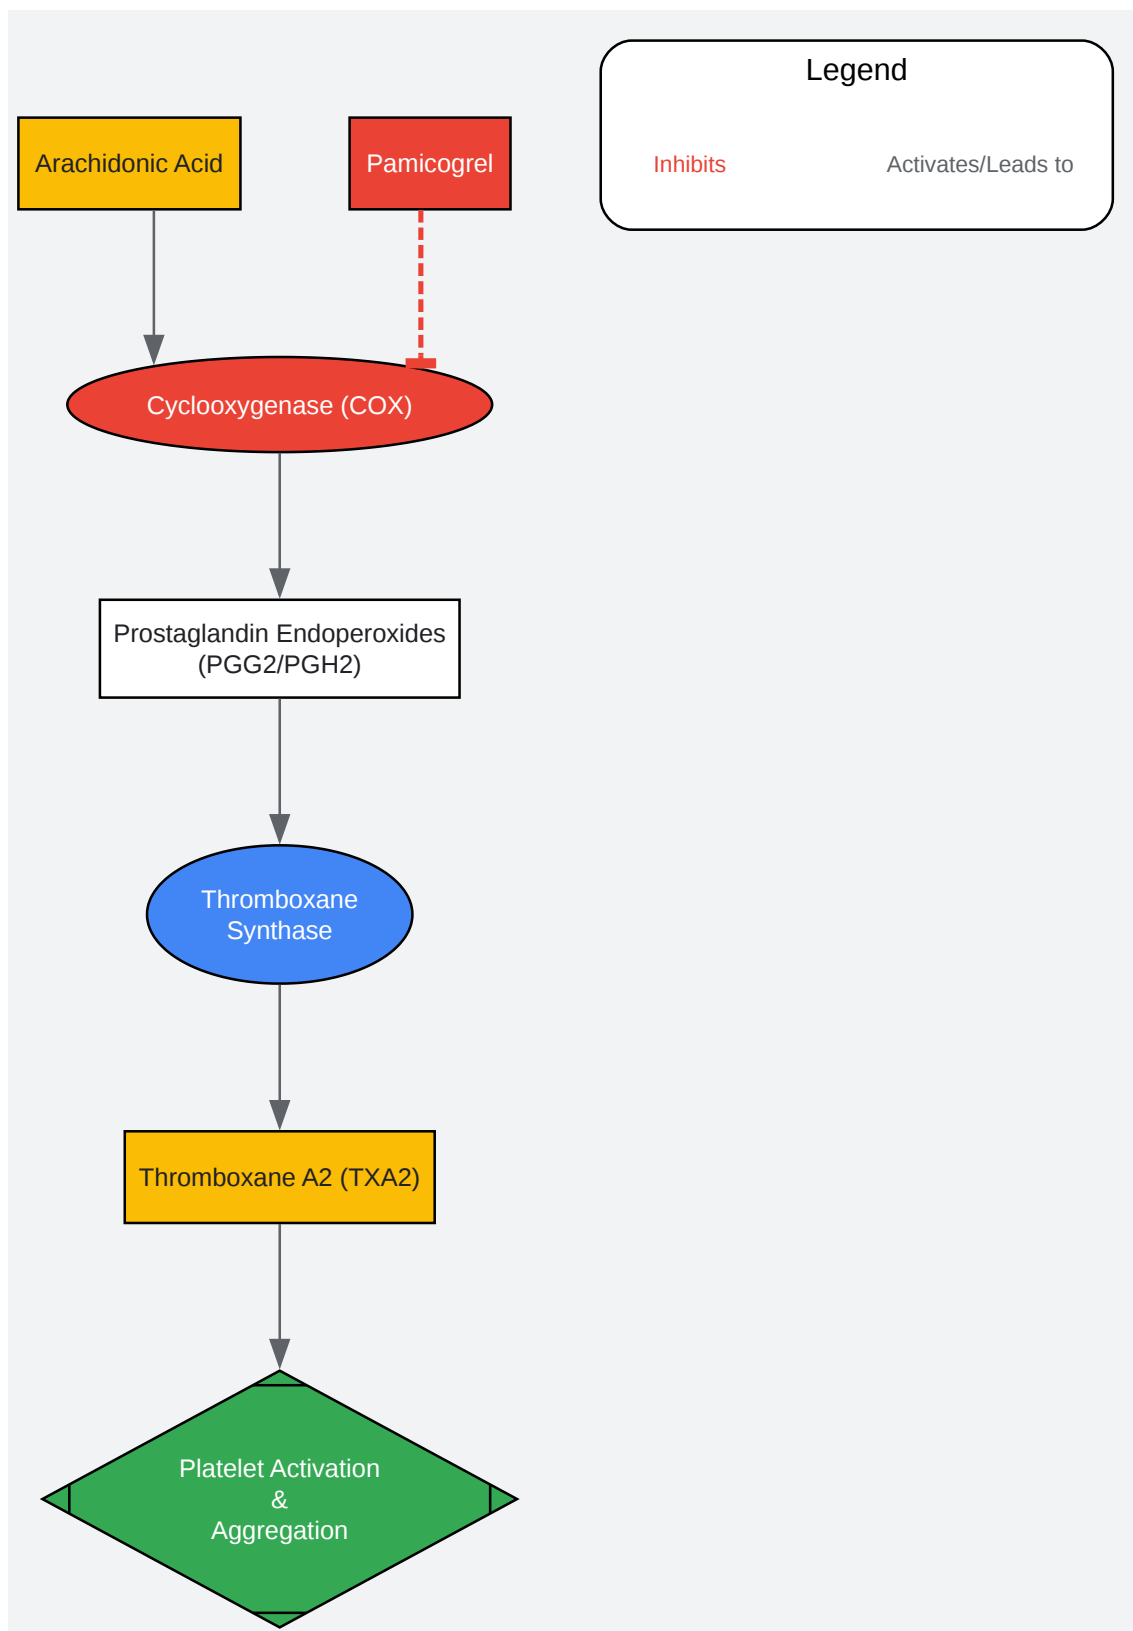 Legend
Arachidonic Acid
Pamicogrel
Inhibits
Activates/Leads to
Cyclooxygenase (COX)
Prostaglandin Endoperoxides
(PGG2/PGH2)
Thromboxane
Synthase
Thromboxane A2 (TXA2)
Platelet Activation
&
Aggregation